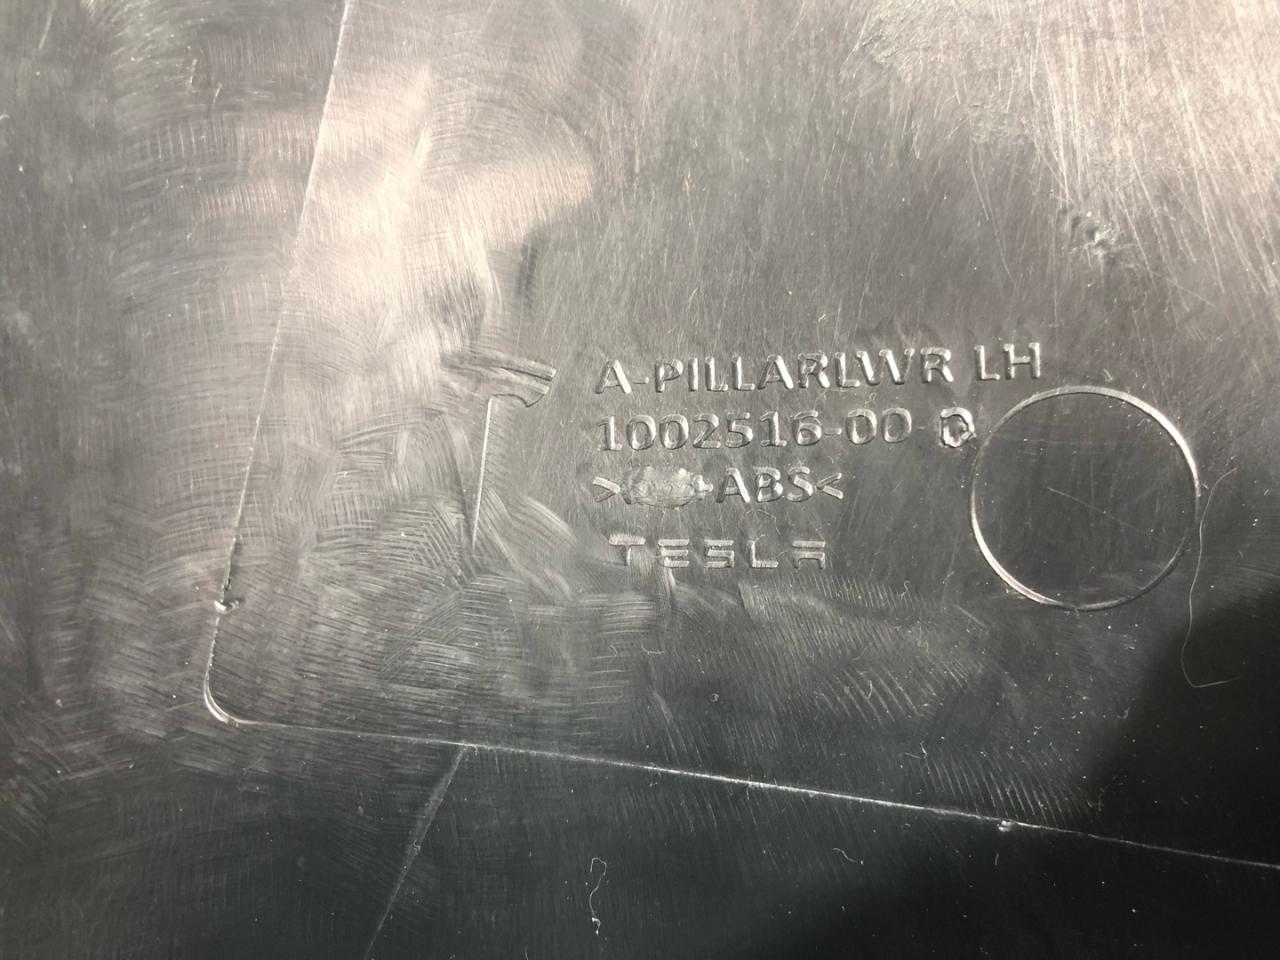 A-PILLARLWR LH
1002516-00 D
ABS<
TESLA